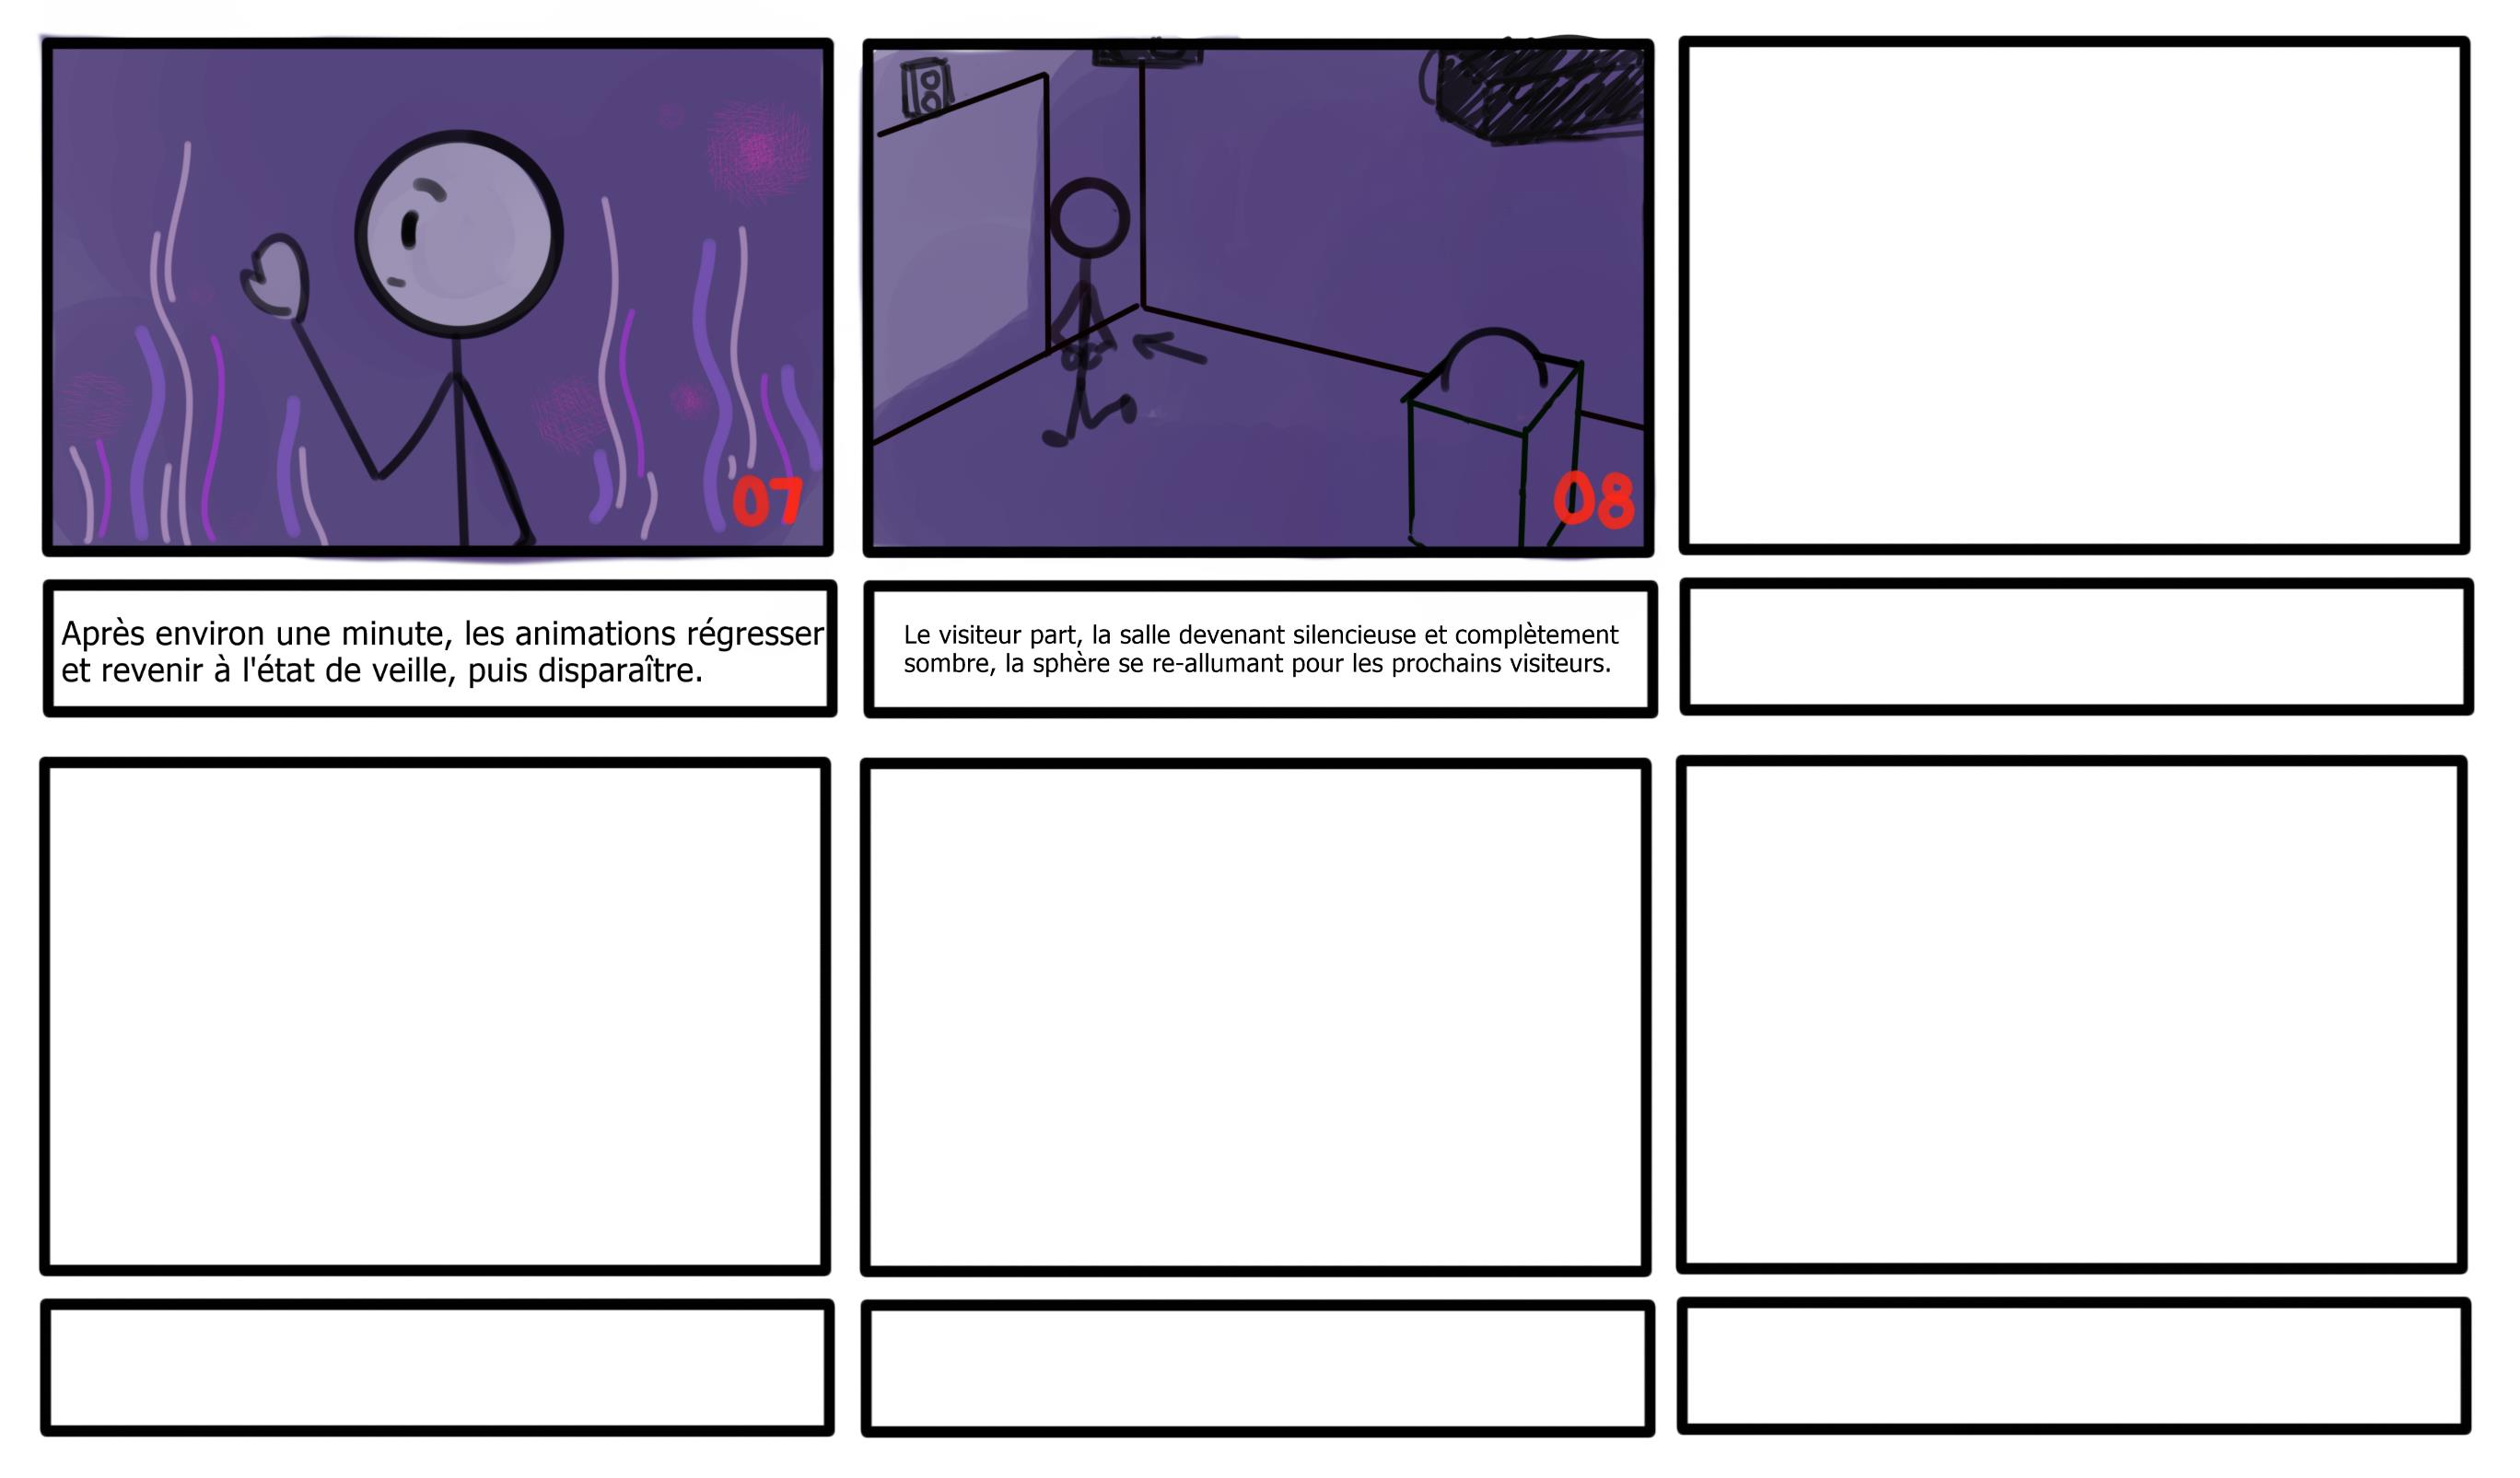 07
08
Après environ une minute, les animations régresser
et revenir à l'état de veille, puis disparaître.
Le visiteur part, la salle devenant silencieuse et complètement
sombre, la sphère se re-allumant pour les prochains visiteurs.